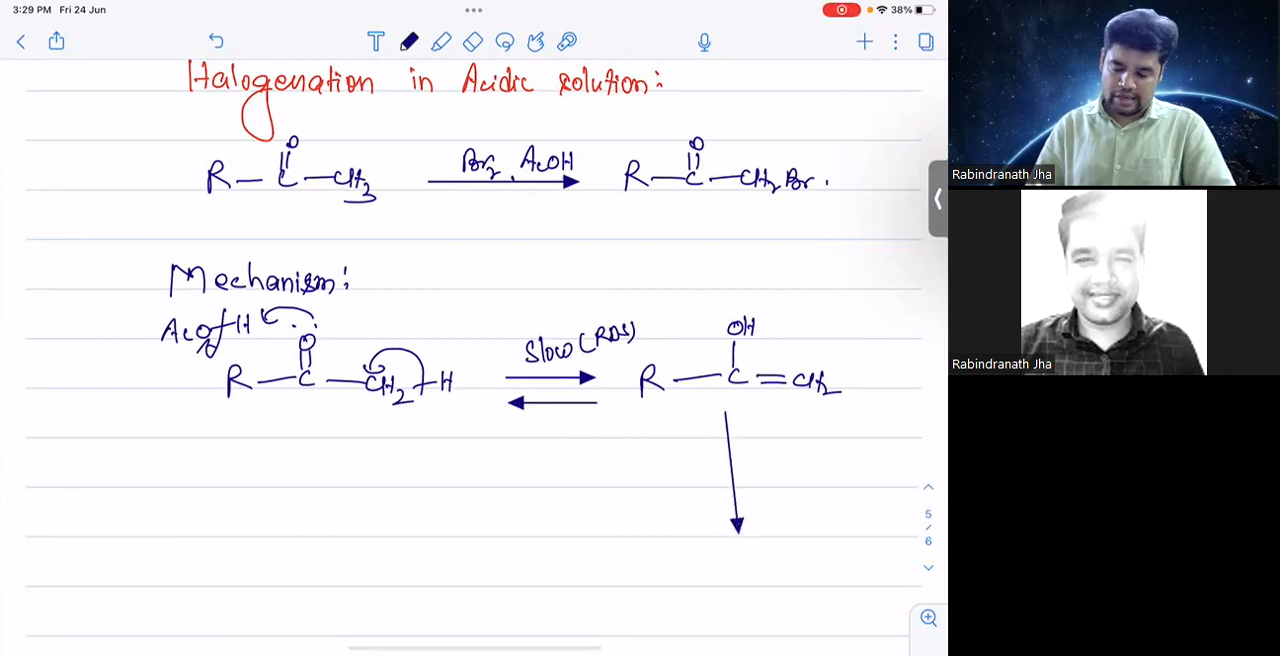 3:29 PM Fri 24 Jun
38%
Halogenation in Acidic solution:
O
R—C—CH3 Br2, AcOH R—C—CH2Br.
O
Mechanism:
AcO—H
O
R—C—CH2—H Slow (RDS) R—C=CH2
OH
5
/
6
Rabindranath Jha
Rabindranath Jha